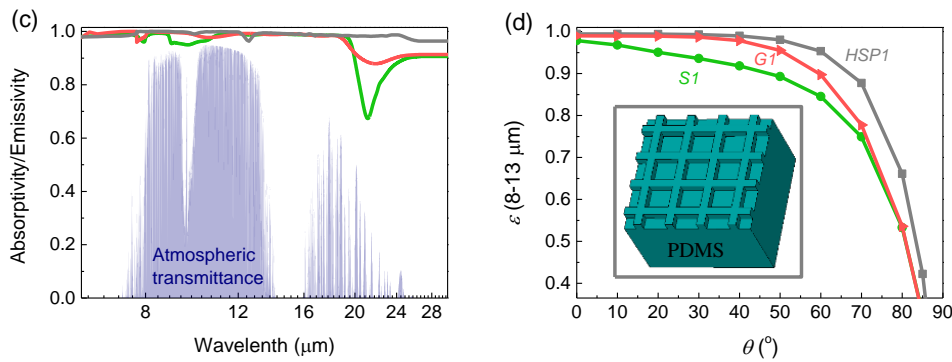 (c)
Absorptivity/Emissivity
1.0
0.8
0.6
0.4
0.2
0.0
Atmospheric
transmittance
8 12 16 20 24 28
Wavelenth (μm)
(d)
ε (8-13 μm)
1.0
0.9
0.8
0.7
0.6
0.5
0.4
S1
G1
HSP1
PDMS
0 10 20 30 40 50 60 70 80 90
θ (°)